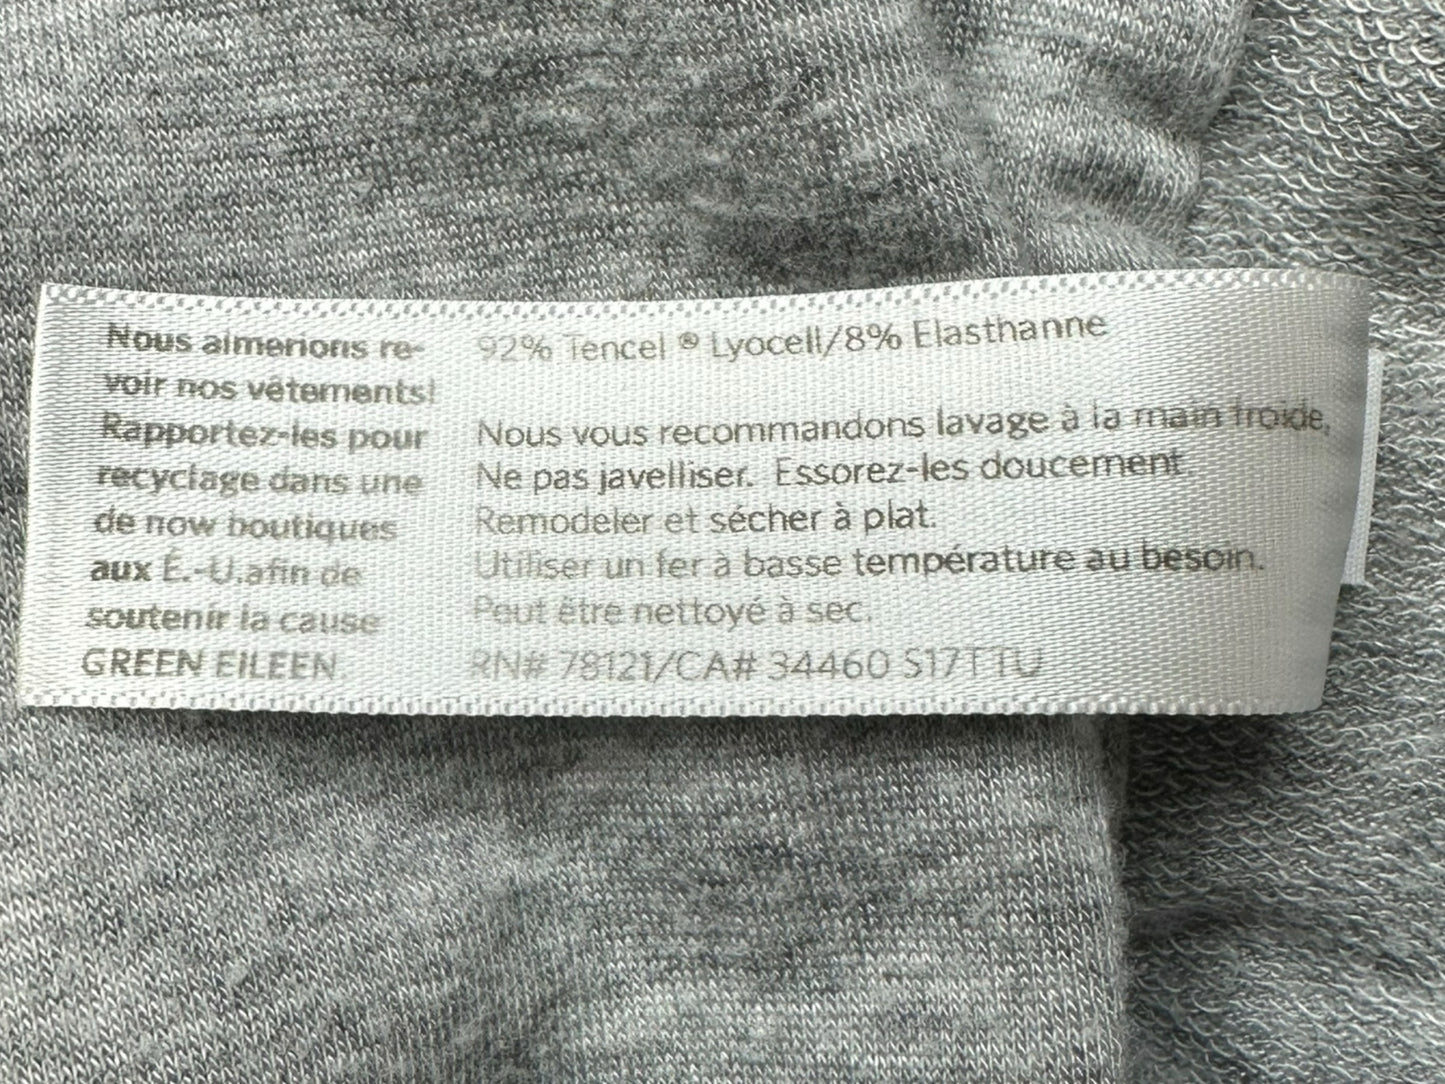 Nous aimerions re-
voir nos vêtements!
Rapportez-les pour
recyclage dans une
de now boutiques
aux É.-U.afin de
soutenir la cause
GREEN EILEEN.
92% Tencel ® Lyocell/8% Elasthanne
Nous vous recommandons lavage à la main froide,
Ne pas javelliser. Essorez-les doucement.
Remodeler et sécher à plat.
Utiliser un fer à basse température au besoin.
Peut être nettoyé à sec.
RN# 78121/CA# 34460 S17TTU